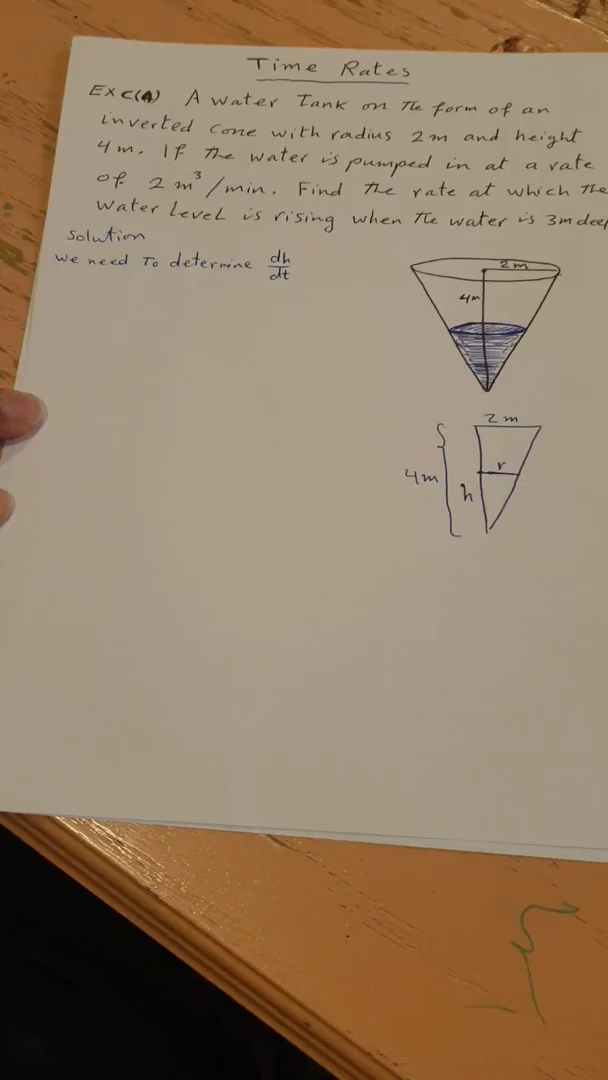 Time Rates
Ex C(A) A water Tank on The form of an
inverted cone with radius 2m and height
4m. If the water is pumped in at a rate
of 2 m³/min. Find the rate at which the
water level is rising when the water is 3m deep
Solution
We need To determine dh/dt
2m
4m
2 m
4m
r
h